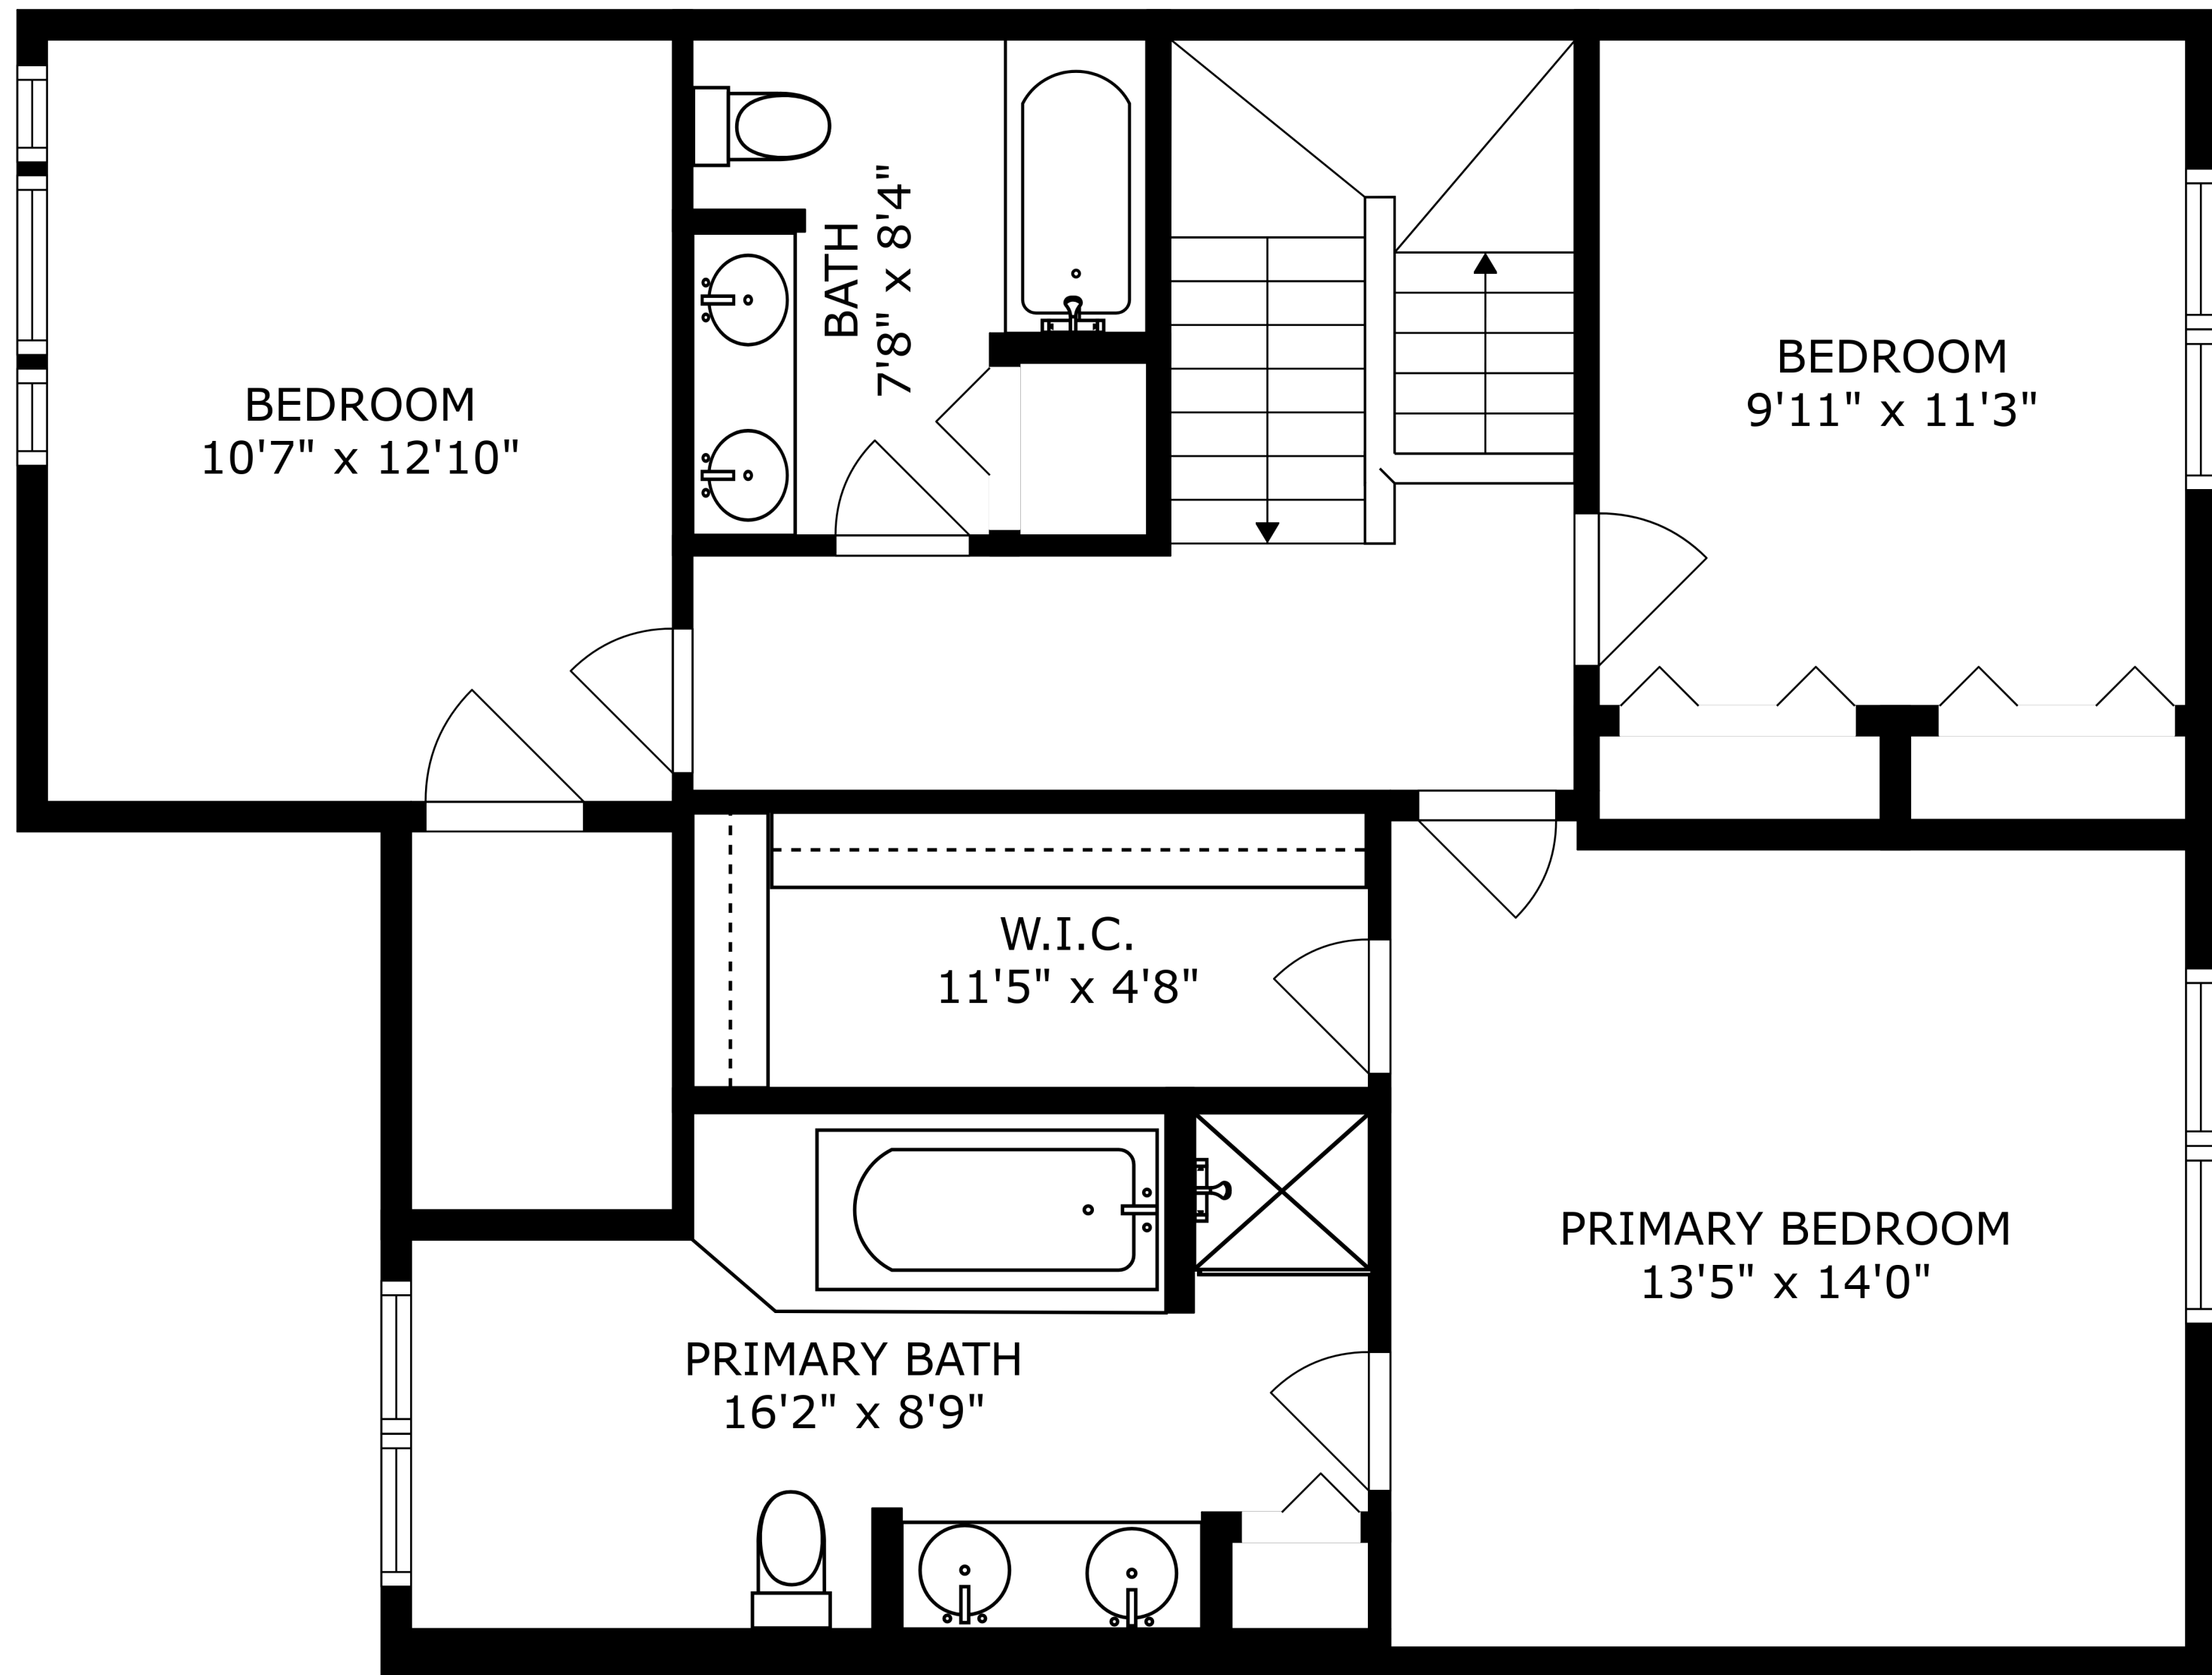 BEDROOM
10'7" x 12'10"
BATH
7'8" x 8'4"
BEDROOM
9'11" x 11'3"
W.I.C.
11'5" x 4'8"
PRIMARY BEDROOM
13'5" x 14'0"
PRIMARY BATH
16'2" x 8'9"